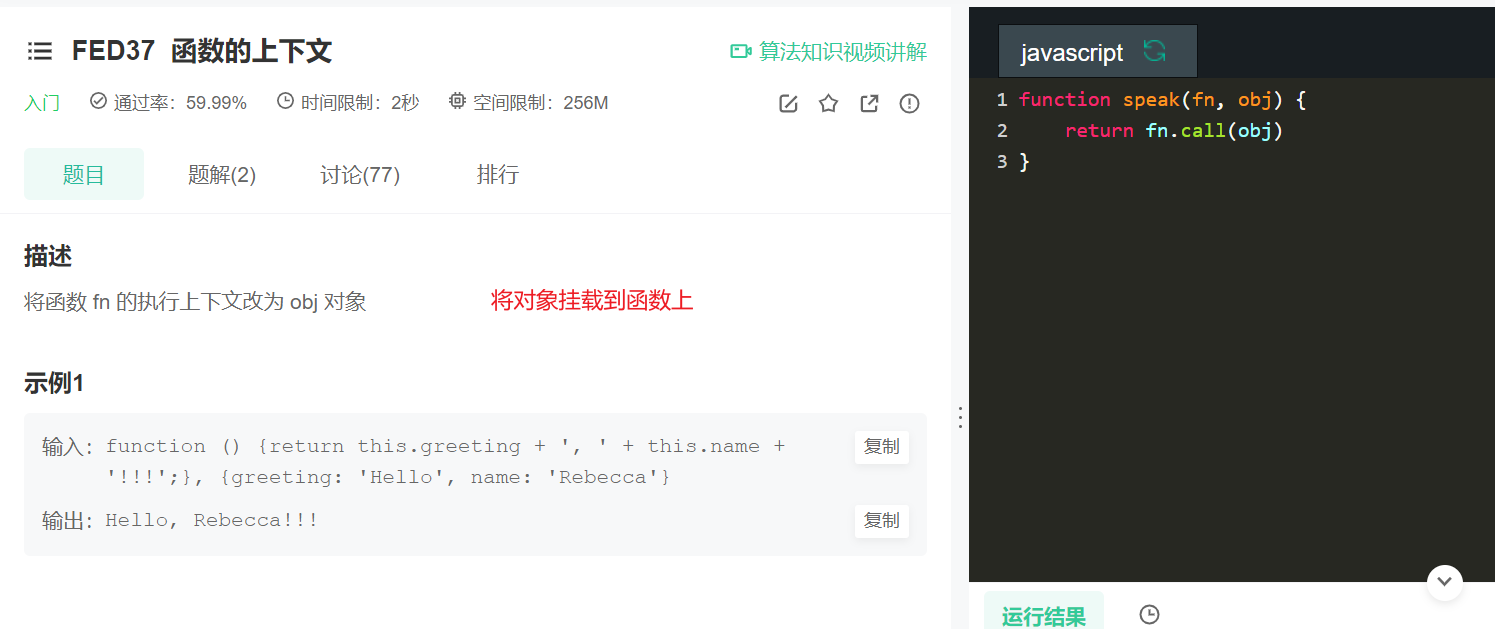 FED37 函数的上下文
算法知识视频讲解
入门 通过率：59.99% 时间限制：2秒 空间限制：256M
题目 题解(2) 讨论(77) 排行
描述
将函数 fn 的执行上下文改为 obj 对象
将对象挂载到函数上
示例1
输入：function () {return this.greeting + ', ' + this.name +
'!!!';}, {greeting: 'Hello', name: 'Rebecca'}
复制
输出：Hello, Rebecca!!!
复制
javascript
1 function speak(fn, obj) {
2 return fn.call(obj)
3 }
运行结果